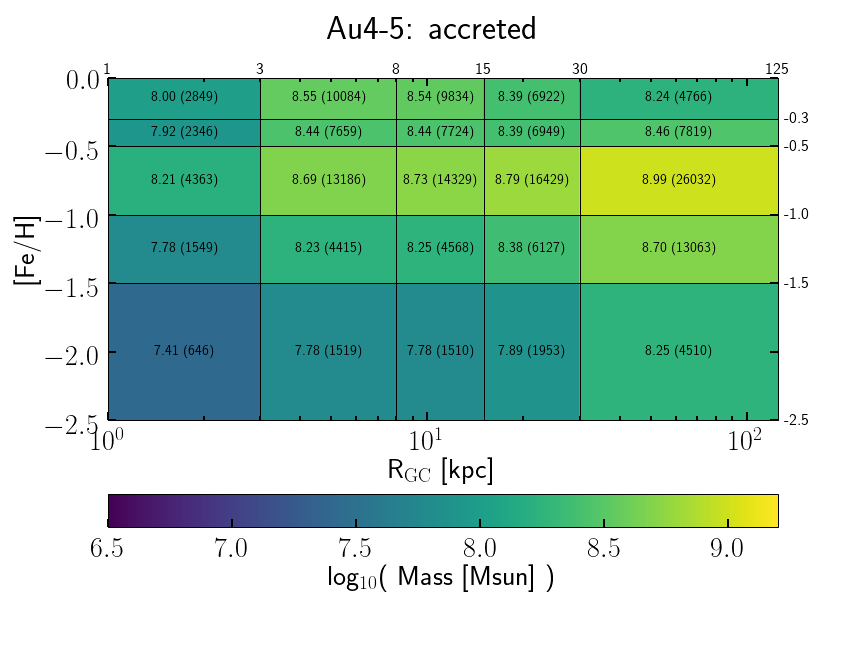 Au4-5: accreted
1 3 8 15 30 125
0.0 8.00 (2849) 8.55 (10084) 8.54 (9834) 8.39 (6922) 8.24 (4766)
-0.3
7.92 (2346) 8.44 (7659) 8.44 (7724) 8.39 (6949) 8.46 (7819)
−0.5 -0.5
8.21 (4363) 8.69 (13186) 8.73 (14329) 8.79 (16429) 8.99 (26032)
−1.0 -1.0
[Fe/H]
7.78 (1549) 8.23 (4415) 8.25 (4568) 8.38 (6127) 8.70 (13063)
−1.5 -1.5
7.41 (646) 7.78 (1519) 7.78 (1510) 7.89 (1953) 8.25 (4510)
−2.0
−2.5 -2.5
10⁰ 10¹ 10²
R_GC [kpc]
6.5 7.0 7.5 8.0 8.5 9.0
log₁₀( Mass [Msun] )